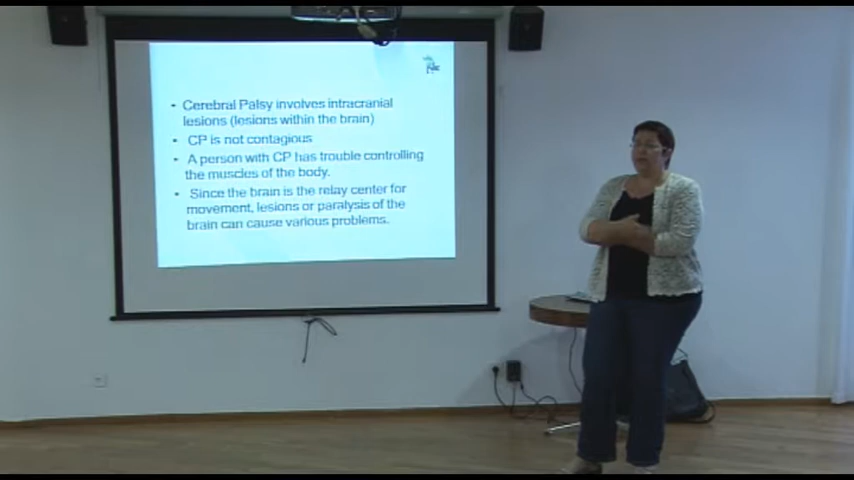 • Cerebral Palsy involves intracranial
lesions (lesions within the brain)
• CP is not contagious
• A person with CP has trouble controlling
the muscles of the body.
• Since the brain is the relay center for
movement, lesions or paralysis of the
brain can cause various problems.